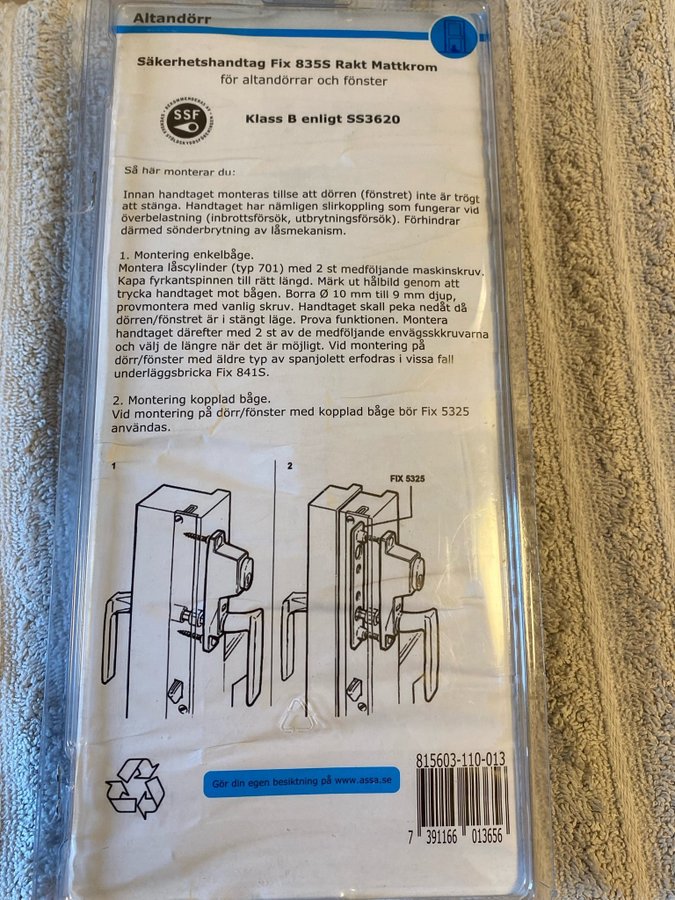 Altandörr
Säkerhetshandtag Fix 835S Rakt Mattkrom
för altandörrar och fönster
SSF
Klass B enligt SS3620
Så här monterar du:
Innan handtaget monteras tillse att dörren (fönstret) inte är trögt
att stänga. Handtaget har nämligen slirkoppling som fungerar vid
överbelastning (inbrottsförsök, utbrytningsförsök). Förhindrar
därmed sönderbrytning av låsmekanism.
1. Montering enkelbåge.
Montera låscylinder (typ 701) med 2 st medföljande maskinskruv.
Kapa fyrkantspinnen till rätt längd. Märk ut hålbild genom att
trycka handtaget mot bågen. Borra Ø 10 mm till 9 mm djup,
provmontera med vanlig skruv. Handtaget skall peka nedåt då
dörren/fönstret är i stängt läge. Prova funktionen. Montera
handtaget därefter med 2 st av de medföljande envägsskkruvarna
och välj de längre när det är möjligt. Vid montering på
dörr/fönster med äldre typ av spanjolett erfodras i vissa fall
underläggsbricka Fix 841S.
2. Montering kopplad båge.
Vid montering på dörr/fönster med kopplad båge bör Fix 5325
användas.
1
2
FIX 5325
815603-110-013
Gör din egen besiktning på www.assa.se
7 391166 013656